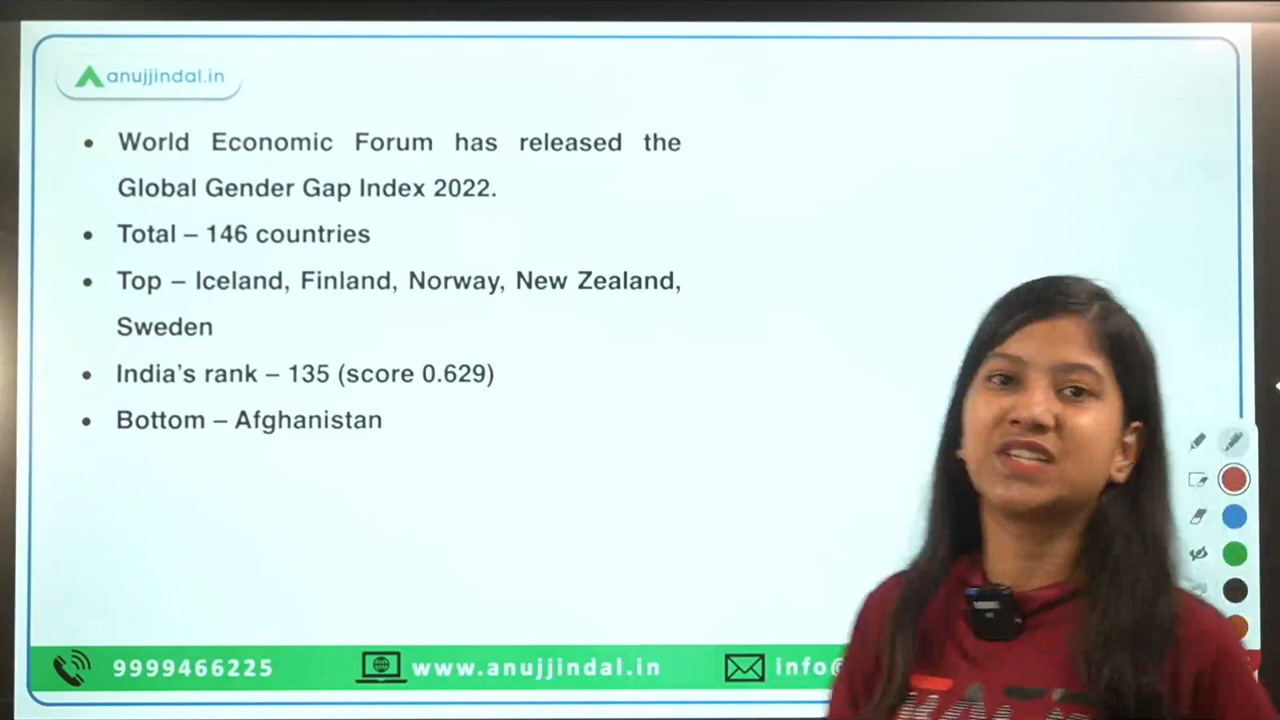 anujjindal.in
• World Economic Forum has released the
Global Gender Gap Index 2022.
• Total – 146 countries
• Top – Iceland, Finland, Norway, New Zealand,
Sweden
• India's rank – 135 (score 0.629)
• Bottom – Afghanistan
9999466225 www.anujjindal.in info@